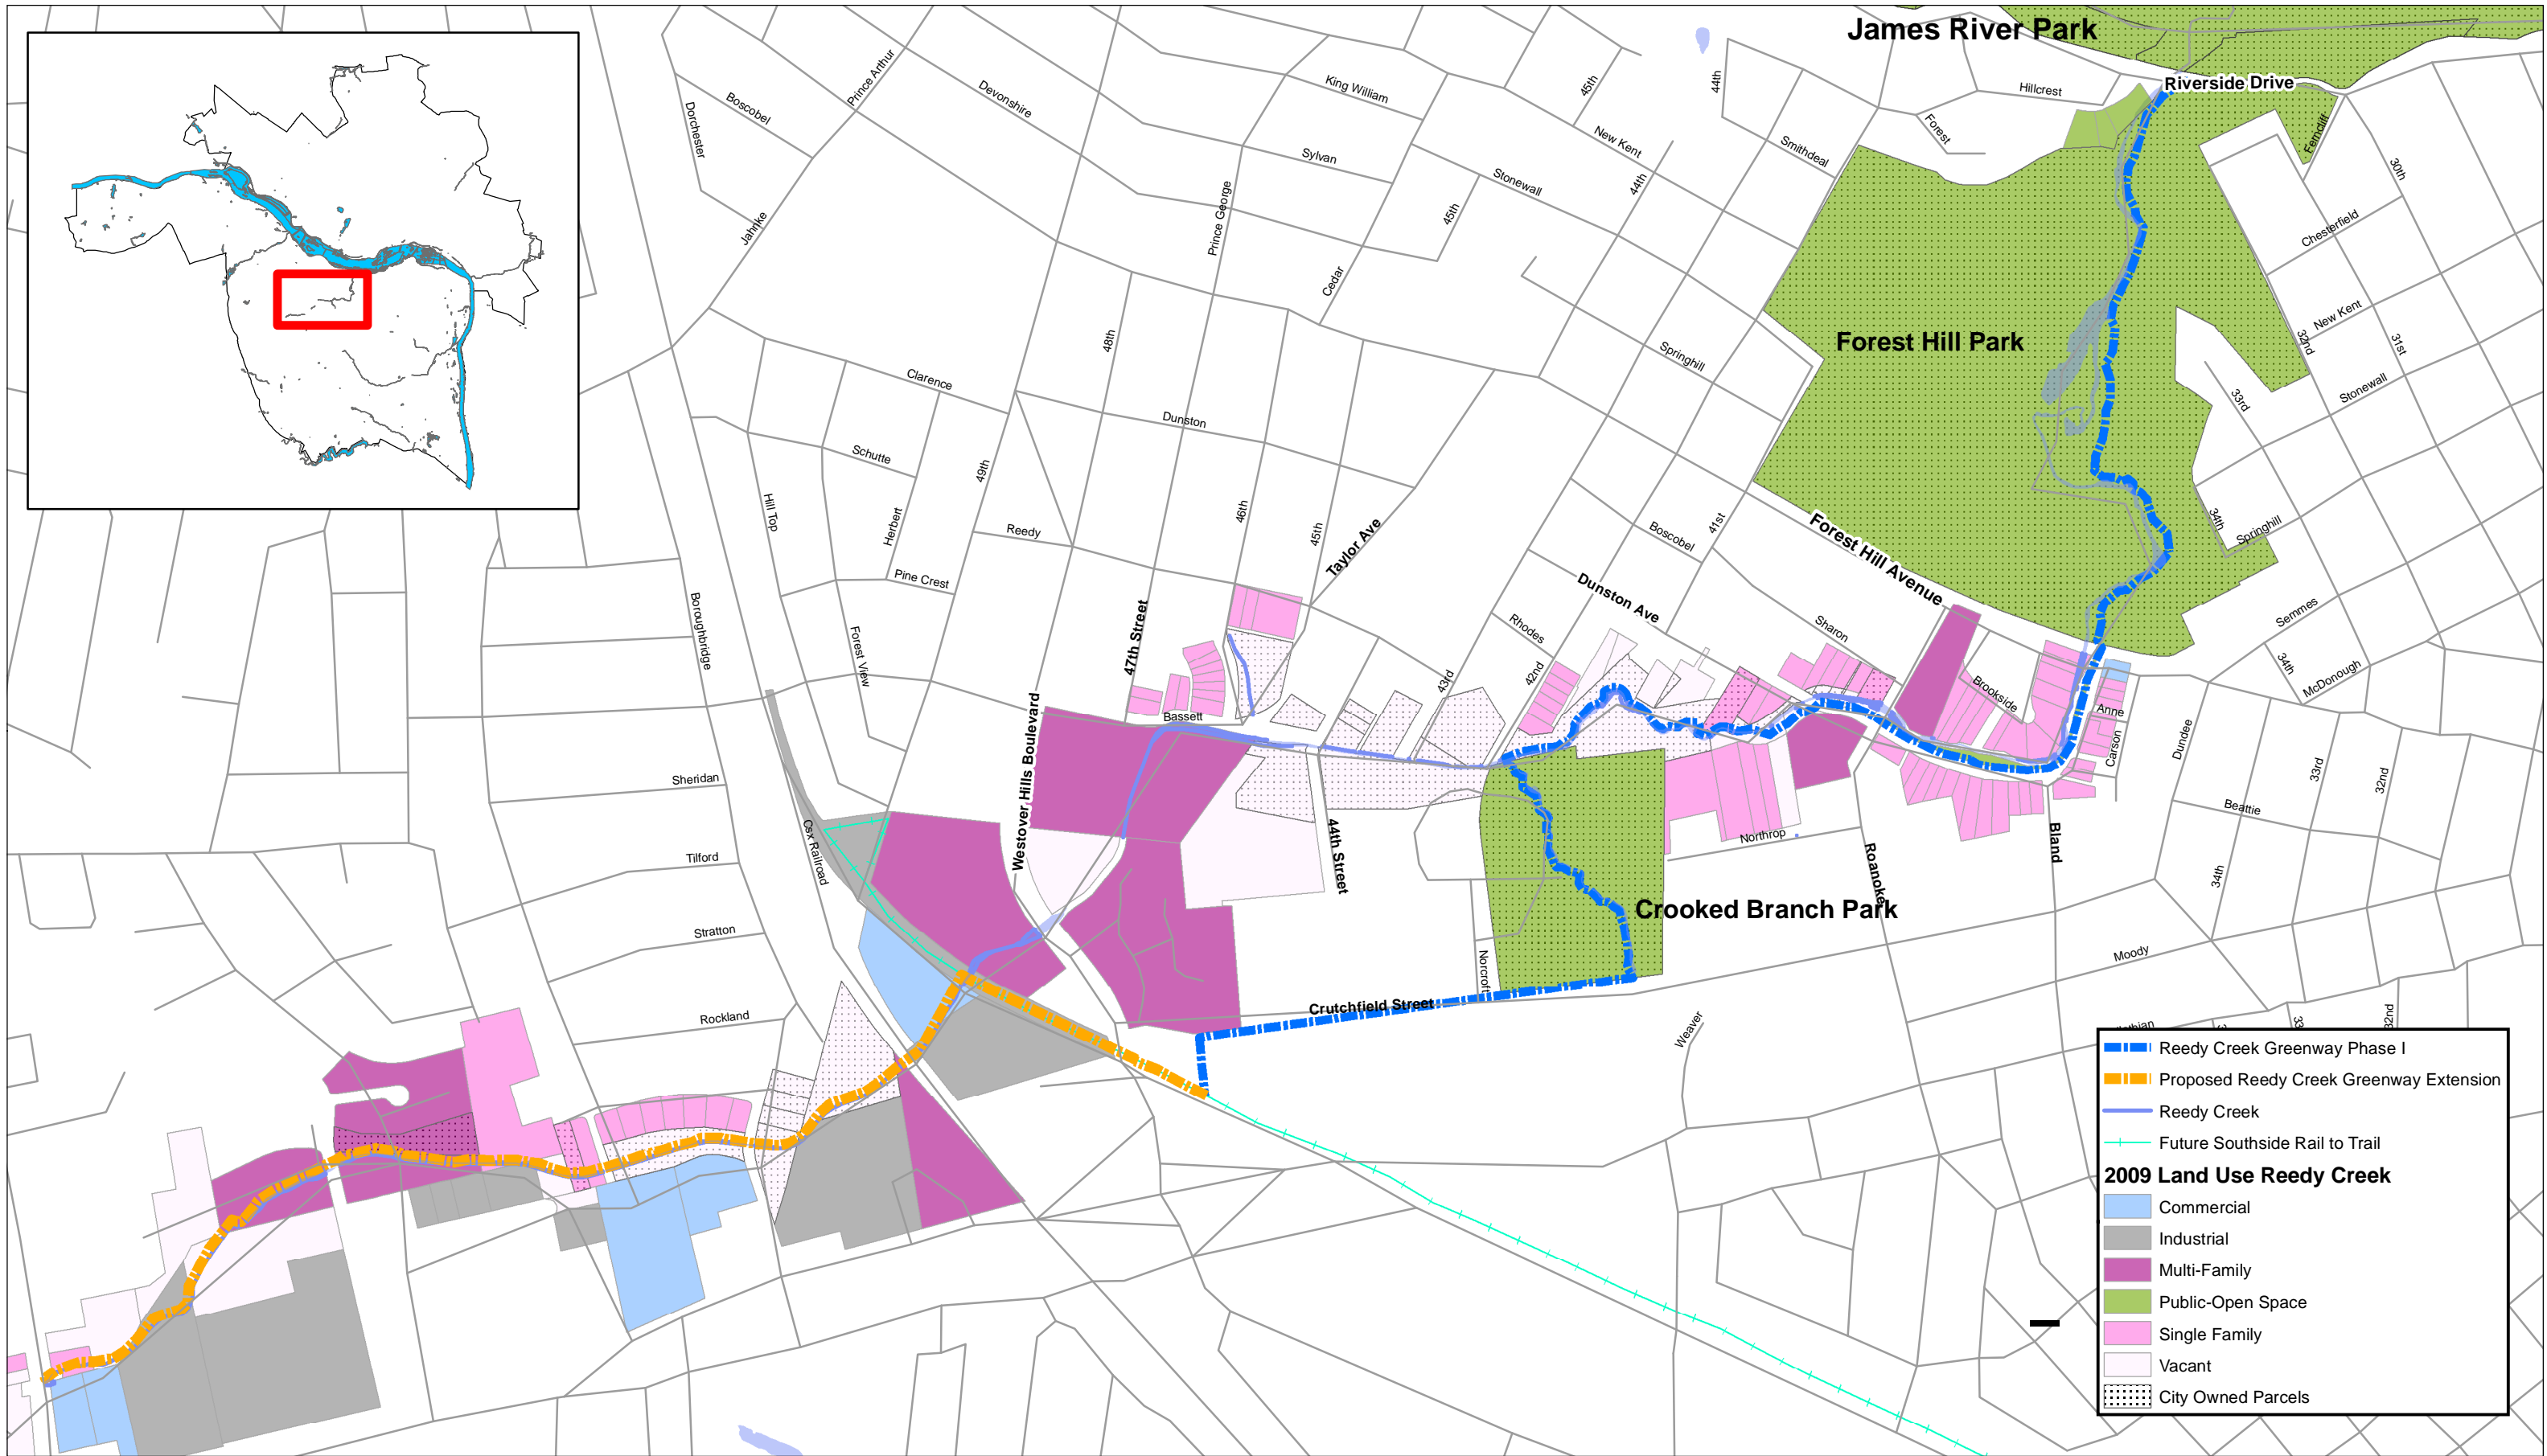 James River Park
Riverside Drive
Hillcrest
Forest
Ferncliff
30th
Chesterfield
New Kent
32nd
31st
Stonewall
33rd
34th
Springhill
Semmes
34th
McDonough
Forest Hill Park
Forest Hill Avenue
44th
45th
King William
New Kent
Smithdeal
Sylvan
Stonewall
44th
45th
Prince George
Cedar
Prince Arthur
Devonshire
Boscobel
Dorchester
Jahnke
48th
Springhill
Clarence
Dunston
Schutte
49th
Hill Top
Herbert
Reedy
46th
45th
Taylor Ave
Boscobel
41st
Pine Crest
Boroughbridge
Forest View
47th Street
Dunston Ave
Rhodes
Sharon
42nd
43rd
Brookside
Anne
Carson
Dundee
33rd
32nd
Beattie
34th
Bassett
Westover Hills Boulevard
Sheridan
Csx Railroad
Tilford
44th Street
Northrop
Roanoke
Bland
Crooked Branch Park
Stratton
Norcroft
Moody
Rockland
Crutchfield Street
Weaver
32nd
Reedy Creek Greenway Phase I
Proposed Reedy Creek Greenway Extension
Reedy Creek
Future Southside Rail to Trail
2009 Land Use Reedy Creek
Commercial
Industrial
Multi-Family
Public-Open Space
Single Family
Vacant
City Owned Parcels